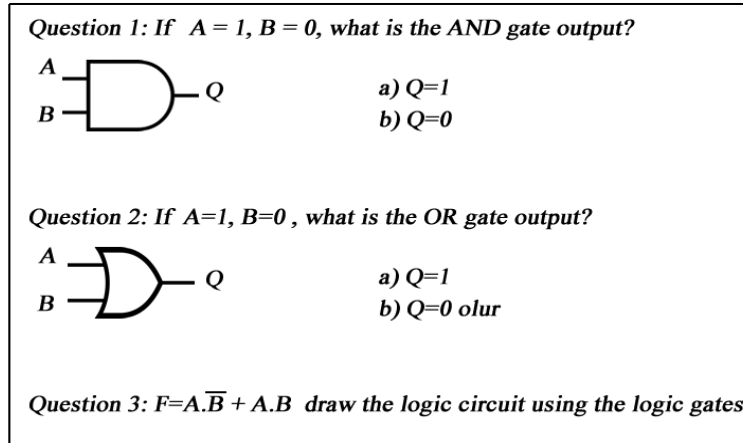 Question 1: If A = 1, B = 0, what is the AND gate output?
A
B
Q
a) Q=1
b) Q=0
Question 2: If A=1, B=0 , what is the OR gate output?
A
B
Q
a) Q=1
b) Q=0 olur
Question 3: F=A.B̅ + A.B draw the logic circuit using the logic gates